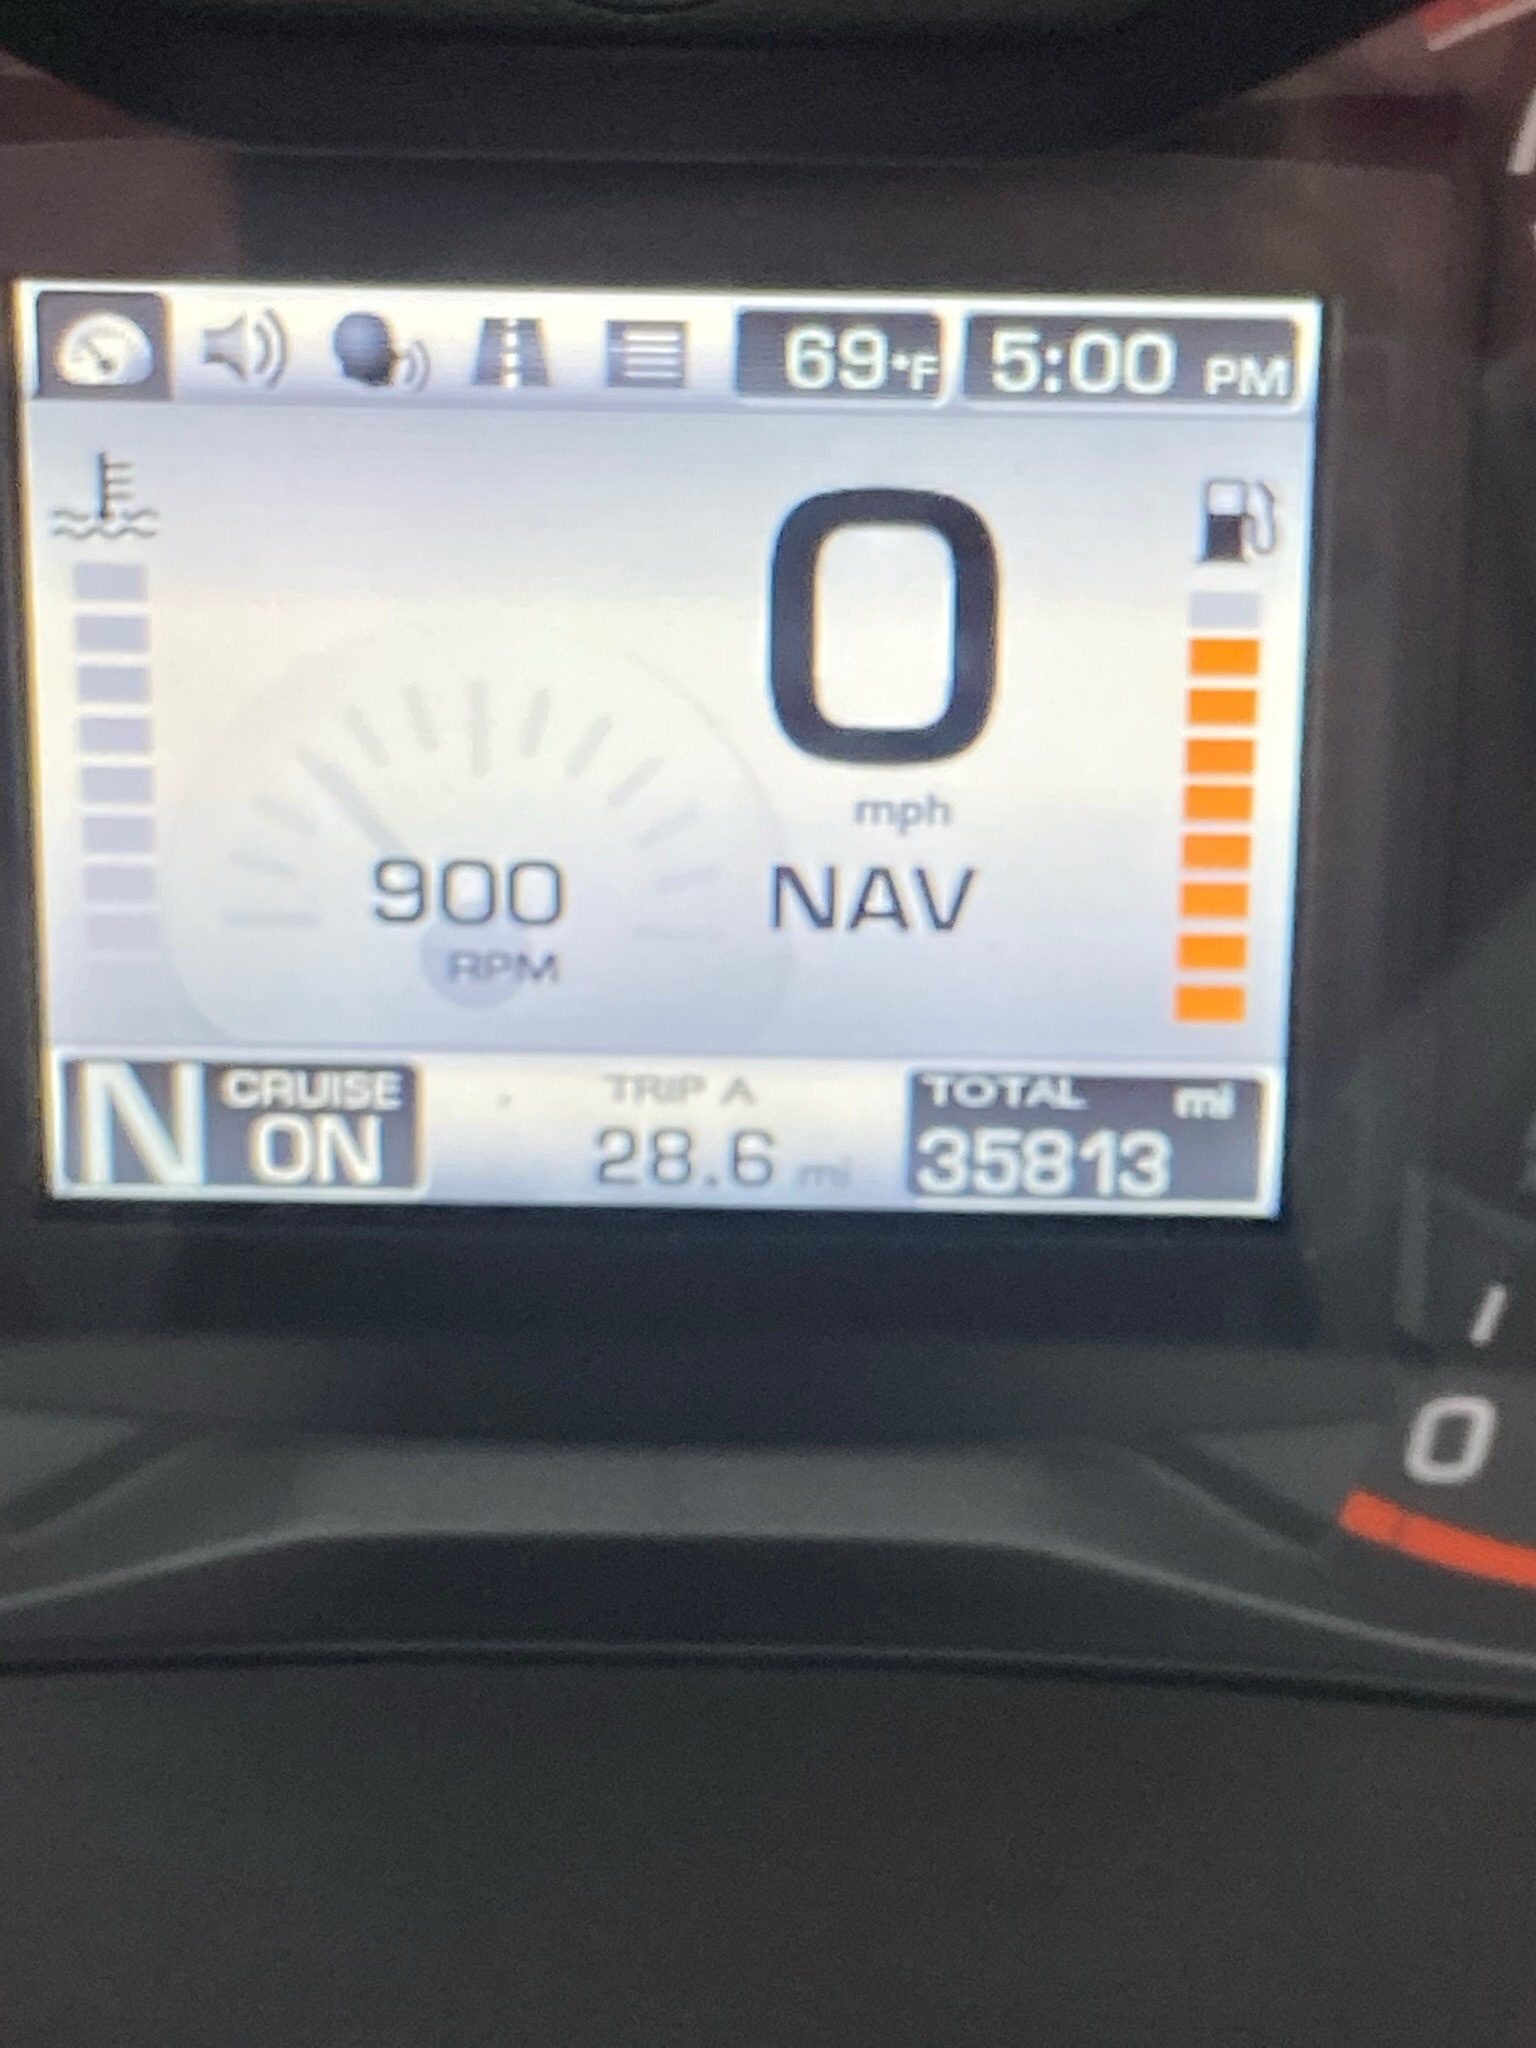 69°F 5:00 PM
0
mph
900 NAV
RPM
N CRUISE ON
TRIP A
28.6 mi
TOTAL mi
35813
0